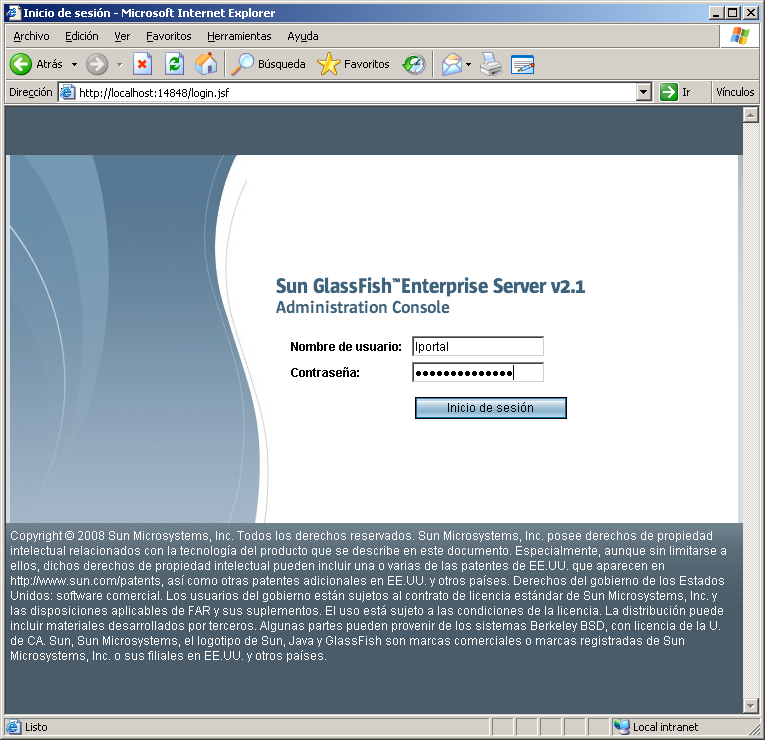 Inicio de sesión - Microsoft Internet Explorer
Archivo Edición Ver Favoritos Herramientas Ayuda
Atrás Búsqueda Favoritos
Dirección http://localhost:14848/login.jsf Ir Vínculos
Sun GlassFish™Enterprise Server v2.1
Administration Console
Nombre de usuario: lportal
Contraseña: ••••••••••••••
Inicio de sesión
Copyright © 2008 Sun Microsystems, Inc. Todos los derechos reservados. Sun Microsystems, Inc. posee derechos de propiedad
intelectual relacionados con la tecnología del producto que se describe en este documento. Especialmente, aunque sin limitarse a
ellos, dichos derechos de propiedad intelectual pueden incluir una o varias de las patentes de EE.UU. que aparecen en
http://www.sun.com/patents, así como otras patentes adicionales en EE.UU. y otros países. Derechos del gobierno de los Estados
Unidos: software comercial. Los usuarios del gobierno están sujetos al contrato de licencia estándar de Sun Microsystems, Inc. y
las disposiciones aplicables de FAR y sus suplementos. El uso está sujeto a las condiciones de la licencia. La distribución puede
incluir materiales desarrollados por terceros. Algunas partes pueden provenir de los sistemas Berkeley BSD, con licencia de la U.
de CA. Sun, Sun Microsystems, el logotipo de Sun, Java y GlassFish son marcas comerciales o marcas registradas de Sun
Microsystems, Inc. o sus filiales en EE.UU. y otros países.
Listo Local intranet